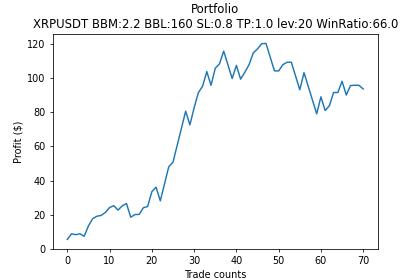 Portfolio
XRPUSDT BBM:2.2 BBL:160 SL:0.8 TP:1.0 lev:20 WinRatio:66.0
120
100
80
60
40
20
0
Profit ($)
0 10 20 30 40 50 60 70
Trade counts